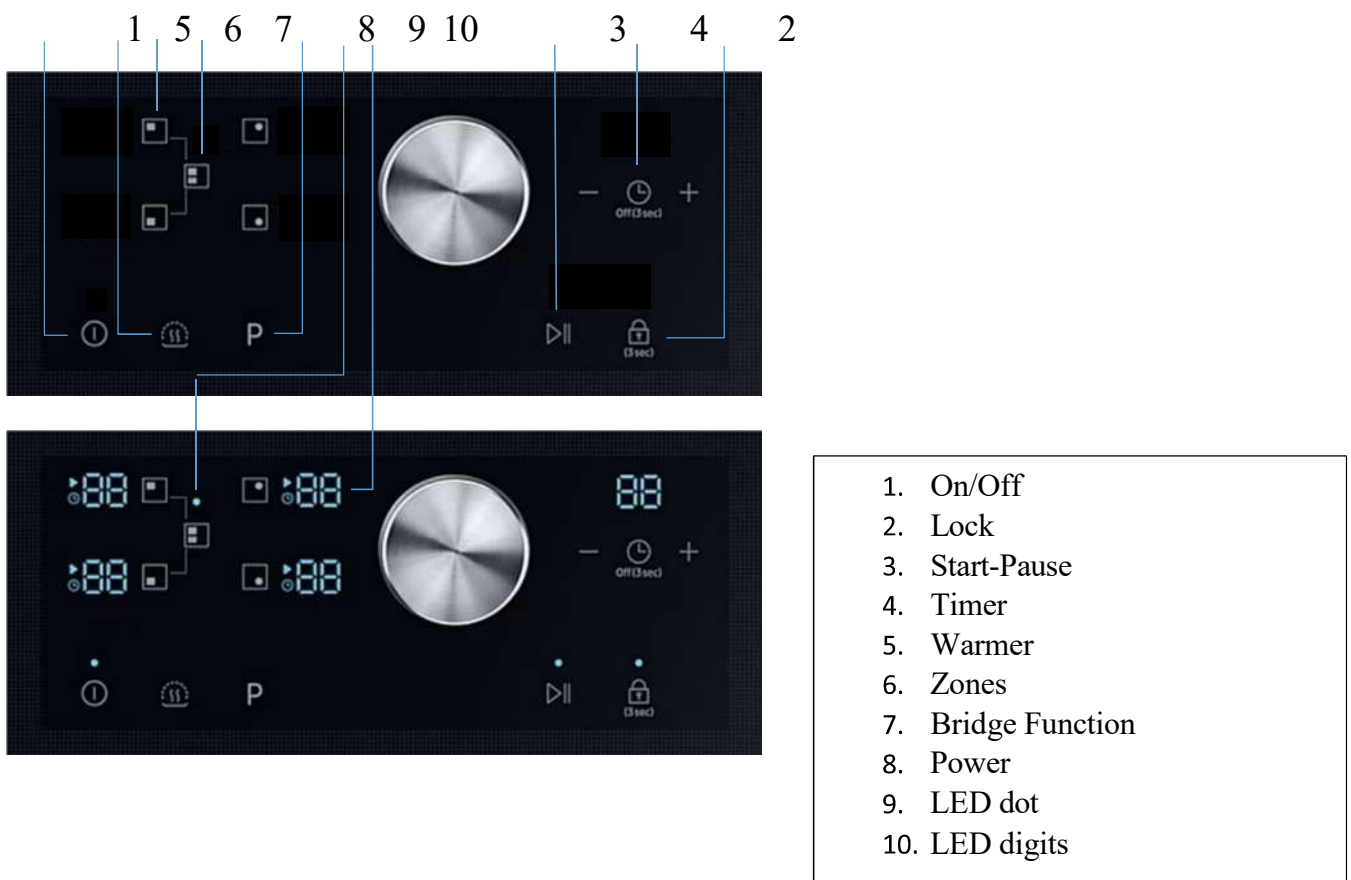 1 5 6 7 8 9 10 3 4 2
Off(3sec)
P
(3sec)
88 88 88
Off(3sec)
88 88
P
(3sec)
1. On/Off
2. Lock
3. Start-Pause
4. Timer
5. Warmer
6. Zones
7. Bridge Function
8. Power
9. LED dot
10. LED digits